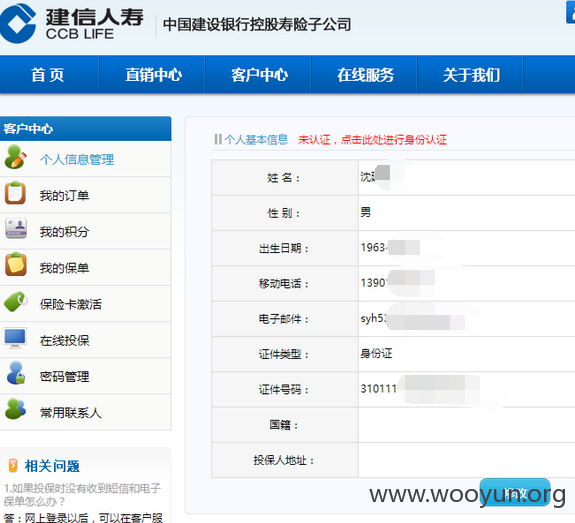 建信人寿
CCB LIFE
中国建设银行控股寿险子公司
首 页
直销中心
客户中心
在线服务
关于我们
客户中心
个人信息管理
我的订单
我的积分
我的保单
保险卡激活
在线投保
密码管理
常用联系人
相关问题
1.如果投保时没有收到短信和电子
保单怎么办？
答：网上登录以后，可以在客户服
个人基本信息 未认证，点击此处进行身份认证
姓 名： 沈
性 别： 男
出生日期： 1963-
移动电话： 1390
电子邮件： syh53
证件类型： 身份证
证件号码： 310111
国籍：
投保人地址：
www.wooyun.org